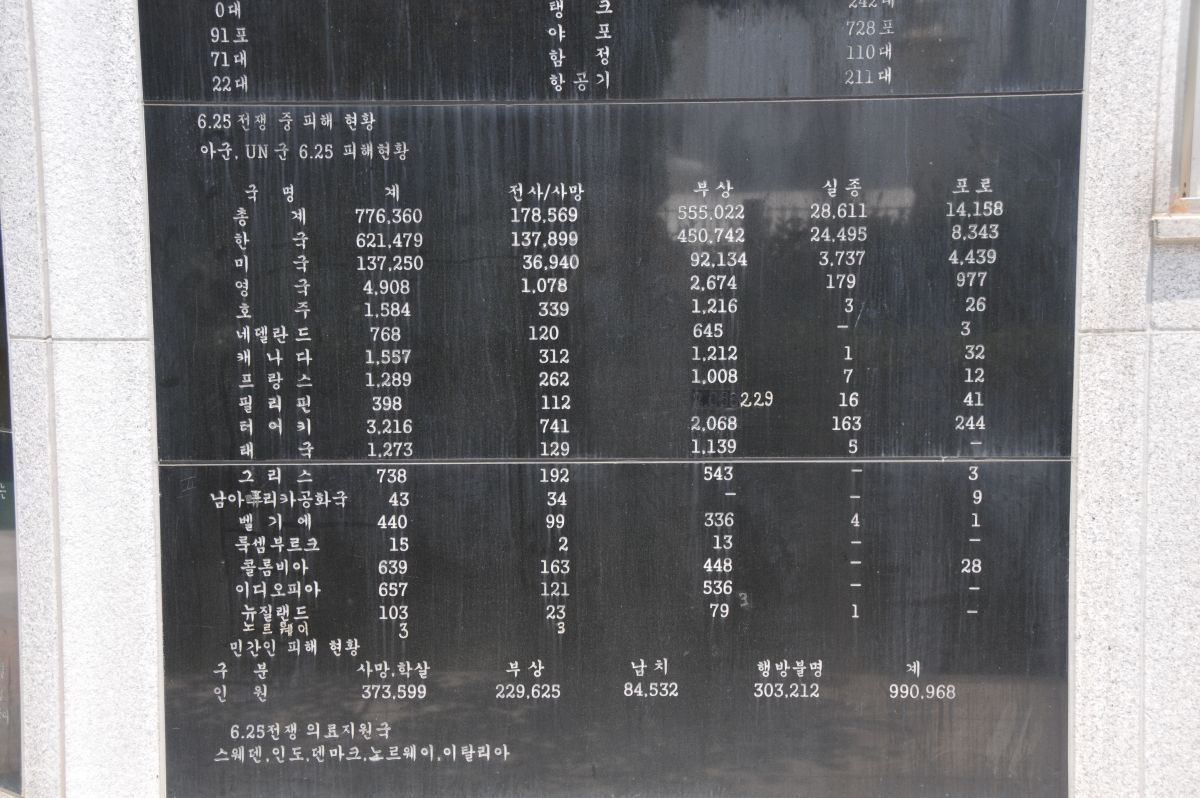 0대 탱 크 242대
91포 야 포 728포
71대 함 정 110대
22대 항 공 기 211대
6.25 전쟁 중 피해 현황
아군, UN 군 6.25 피해현황
국 명 계 전사/사망 부상 실종 포로
총 계 776,360 178,569 555,022 28,611 14,158
한 국 621,479 137,899 450,742 24,495 8,343
미 국 137,250 36,940 92,134 3,737 4,439
영 국 4,908 1,078 2,674 179 977
호 주 1,584 339 1,216 3 26
네델란드 768 120 645 - 3
캐 나 다 1,557 312 1,212 1 32
프 랑 스 1,289 262 1,008 7 12
필 리 핀 398 112 229 16 41
터 어 키 3,216 741 2,068 163 244
태 국 1,273 129 1,139 5 -
그 리 스 738 192 543 - 3
남아프리카공화국 43 34 - - 9
벨 기 에 440 99 336 4 1
룩셈부르크 15 2 13 - -
콜롬비아 639 163 448 - 28
이디오피아 657 121 536 - -
뉴질랜드 103 23 79 1 -
노르웨이 3 3
민간인 피해 현황
구 분 사망,학살 부상 납치 행방불명 계
인 원 373,599 229,625 84,532 303,212 990,968
6.25전쟁 의료지원국
스웨덴,인도,덴마크,노르웨이,이탈리아